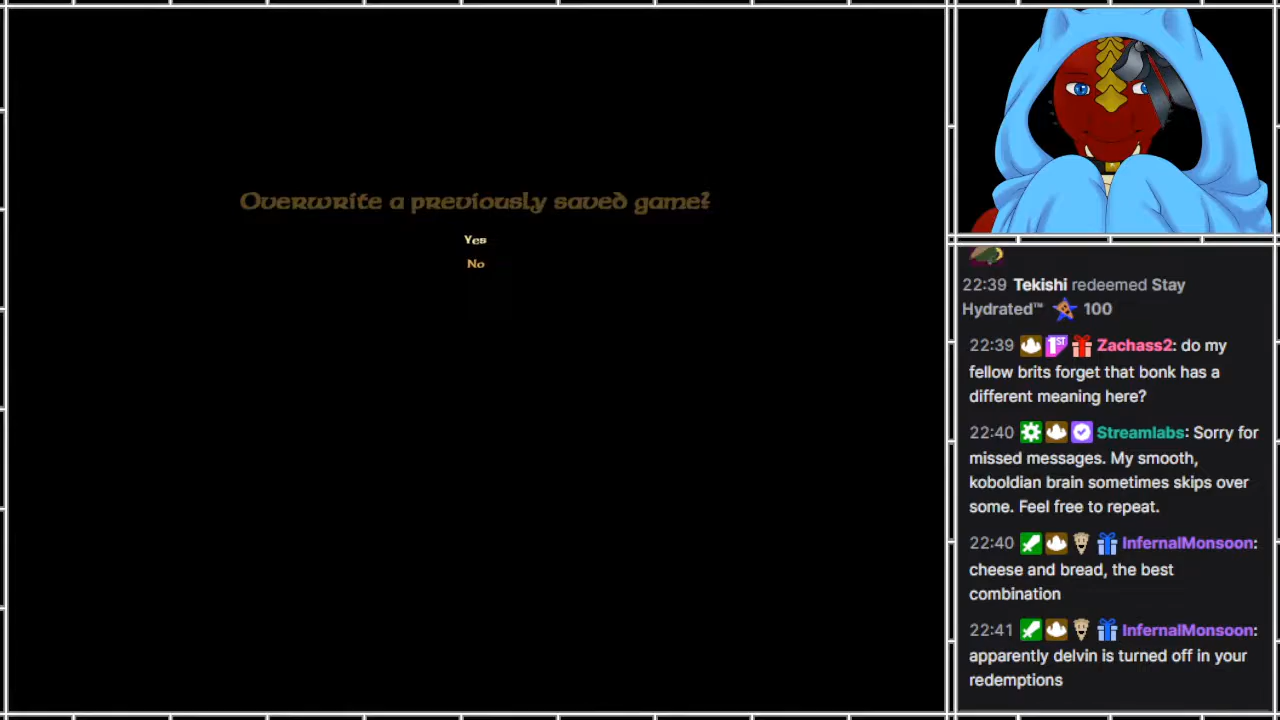 Overwrite a previously saved game?
Yes
No
22:39 Tekishi redeemed Stay
Hydrated™ 100
22:39 1ST Zachass2: do my
fellow brits forget that bonk has a
different meaning here?
22:40 Streamlabs: Sorry for
missed messages. My smooth,
koboldian brain sometimes skips over
some. Feel free to repeat.
22:40 InfernalMonsoon:
cheese and bread, the best
combination
22:41 InfernalMonsoon:
apparently delvin is turned off in your
redemptions